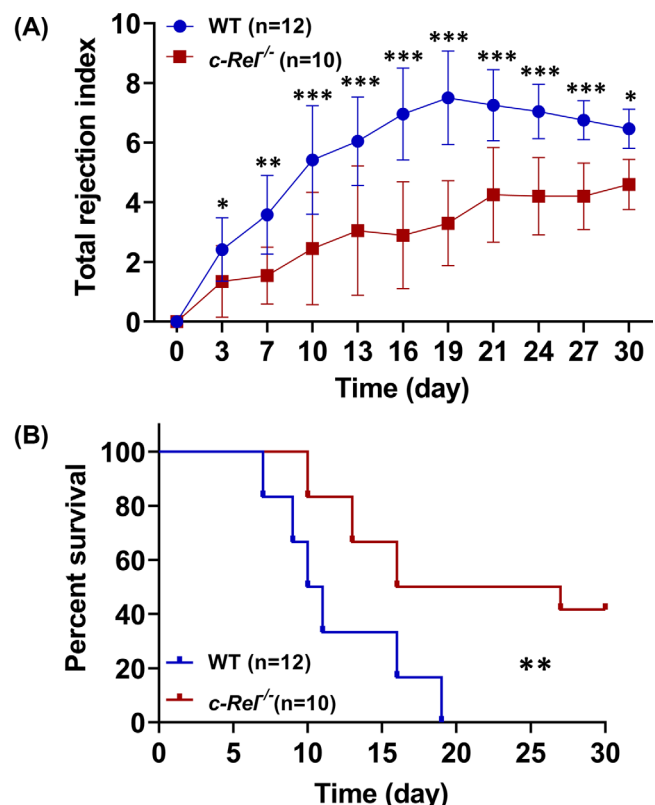 (A)
Total rejection index
10
8
6
4
2
0
WT (n=12)
c-Rel-/- (n=10)
* ** *** *** *** *** *** *** *** *
0 3 7 10 13 16 19 21 24 27 30
Time (day)
(B)
Percent survival
100
80
60
40
20
0
WT (n=12)
c-Rel-/- (n=10)
**
0 5 10 15 20 25 30
Time (day)